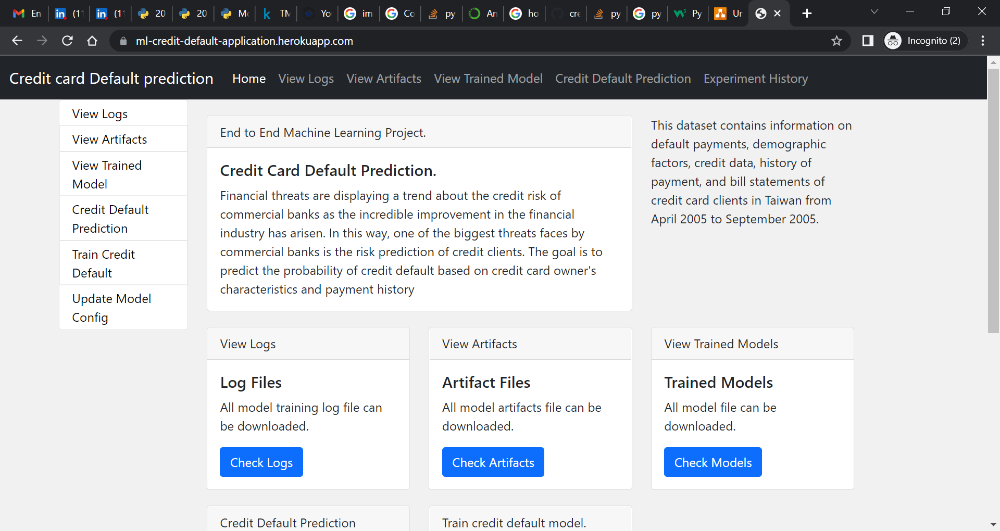 En
(1
(1
20
20
Mo
TM
Yo
im
Co
py
An
ho
cre
py
py
Py
Ur
ml-credit-default-application.herokuapp.com
Incognito (2)
Credit card Default prediction
Home
View Logs
View Artifacts
View Trained Model
Credit Default Prediction
Experiment History
View Logs
View Artifacts
View Trained
Model
Credit Default
Prediction
Train Credit
Default
Update Model
Config
End to End Machine Learning Project.
Credit Card Default Prediction.
Financial threats are displaying a trend about the credit risk of
commercial banks as the incredible improvement in the financial
industry has arisen. In this way, one of the biggest threats faces by
commercial banks is the risk prediction of credit clients. The goal is to
predict the probability of credit default based on credit card owner's
characteristics and payment history
This dataset contains information on
default payments, demographic
factors, credit data, history of
payment, and bill statements of
credit card clients in Taiwan from
April 2005 to September 2005.
View Logs
Log Files
All model training log file can
be downloaded.
Check Logs
View Artifacts
Artifact Files
All model artifacts file can be
downloaded.
Check Artifacts
View Trained Models
Trained Models
All model file can be
downloaded.
Check Models
Credit Default Prediction
Train credit default model.